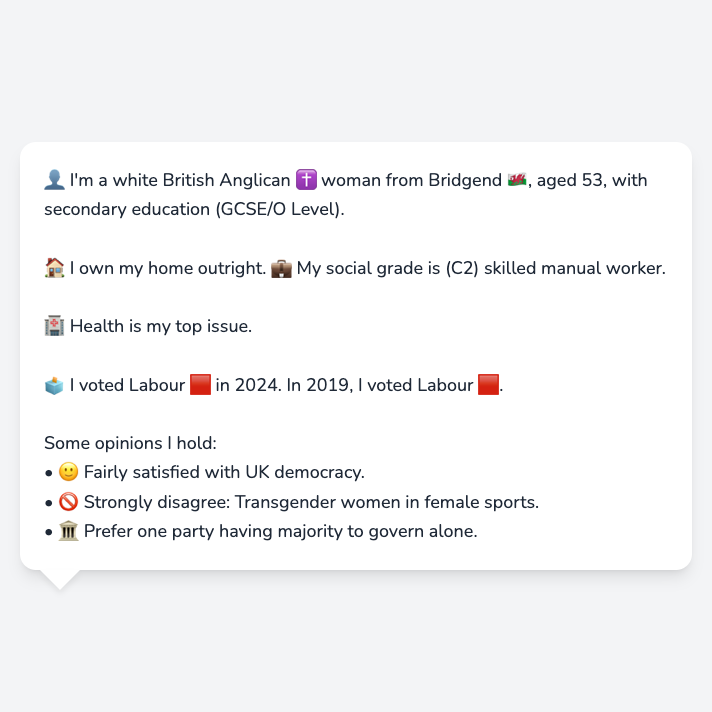 👤 I'm a white British Anglican ✝️ woman from Bridgend 🏴󠁧󠁢󠁷󠁬󠁳󠁿, aged 53, with
secondary education (GCSE/O Level).
🏠 I own my home outright. 💼 My social grade is (C2) skilled manual worker.
🏥 Health is my top issue.
🗳️ I voted Labour 🟥 in 2024. In 2019, I voted Labour 🟥.
Some opinions I hold:
• 🙂 Fairly satisfied with UK democracy.
• 🚫 Strongly disagree: Transgender women in female sports.
• 🏛️ Prefer one party having majority to govern alone.